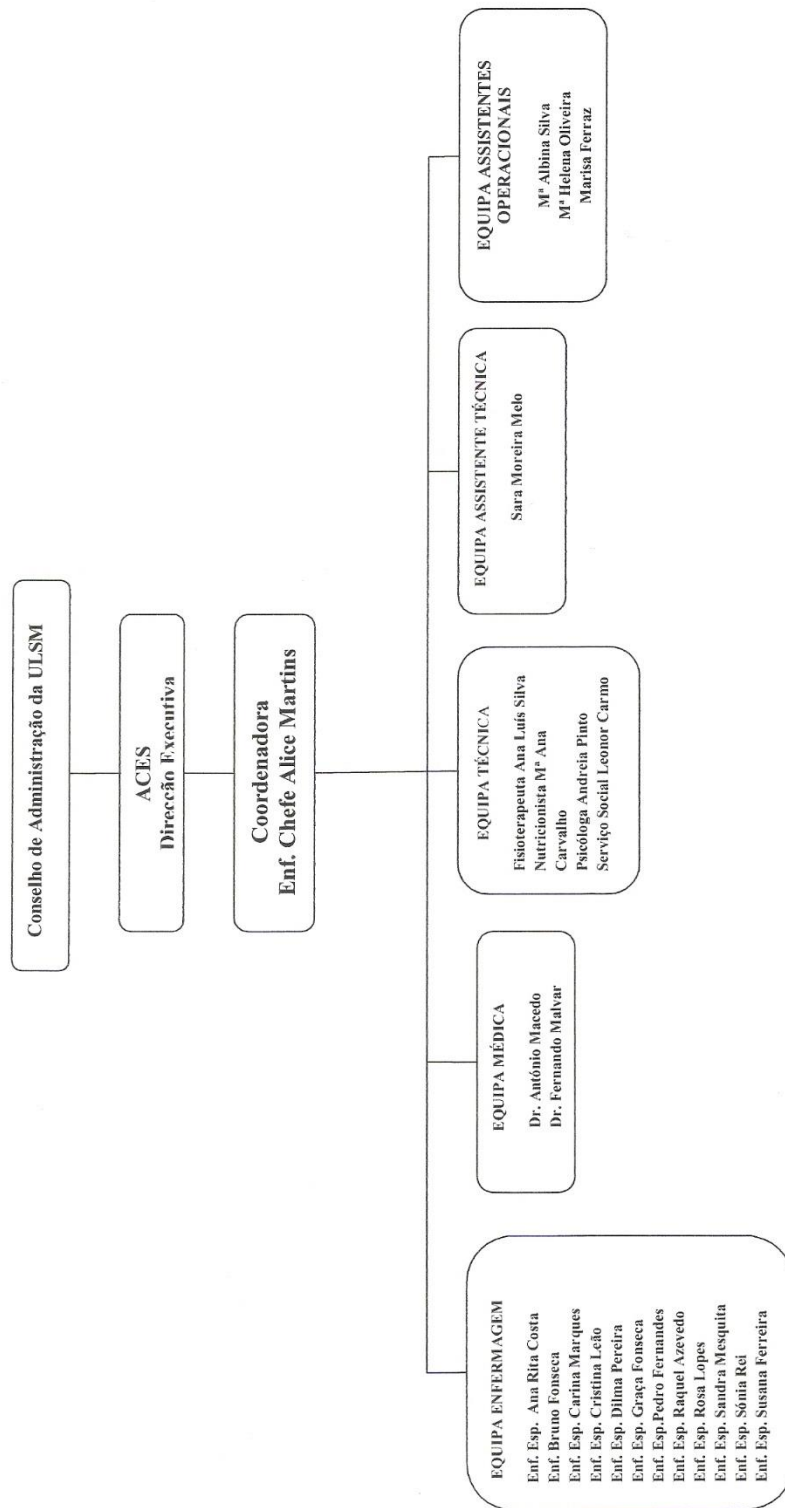 Conselho de Administração da ULSM
ACES
Direcção Executiva
Coordenadora
Enf. Chefe Alice Martins
EQUIPA ENFERMAGEM
Enf. Esp. Ana Rita Costa
Enf. Bruno Fonseca
Enf. Esp. Carina Marques
Enf. Esp. Cristina Leão
Enf. Esp. Dilma Pereira
Enf. Esp. Graça Fonseca
Enf. Esp.Pedro Fernandes
Enf. Esp. Raquel Azevedo
Enf. Esp. Rosa Lopes
Enf. Esp. Sandra Mesquita
Enf. Esp. Sónia Rei
Enf. Esp. Susana Ferreira
EQUIPA MÉDICA
Dr. António Macedo
Dr. Fernando Malvar
EQUIPA TÉCNICA
Fisioterapeuta Ana Luís Silva
Nutricionista Mª Ana
Carvalho
Psicóloga Andreia Pinto
Serviço Social Leonor Carmo
EQUIPA ASSISTENTE TÉCNICA
Sara Moreira Melo
EQUIPA ASSISTENTES
OPERACIONAIS
Mª Albina Silva
Mª Helena Oliveira
Marisa Ferraz